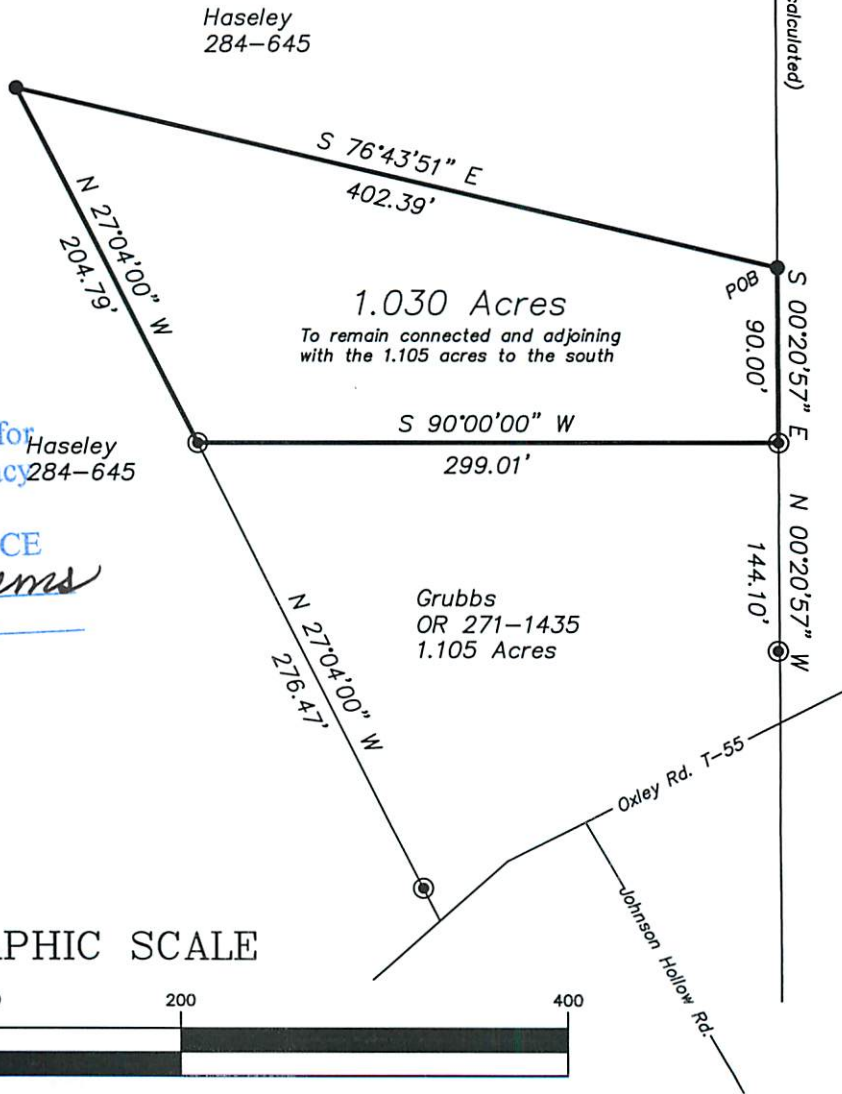 Haseley
284-645
calculated)
S 76°43'51" E
402.39'
N 27°04'00" W
204.79'
POB
S 00°20'57" E
90.00'
1.030 Acres
To remain connected and adjoining
with the 1.105 acres to the south
S 90°00'00" W
299.01'
for
Haseley
284-645
CE
N 00°20'57" W
144.10'
Grubbs
OR 271-1435
1.105 Acres
N 27°04'00" W
276.47'
Oxley Rd. T-55
Johnson Hollow Rd.
APHIC SCALE
200
400